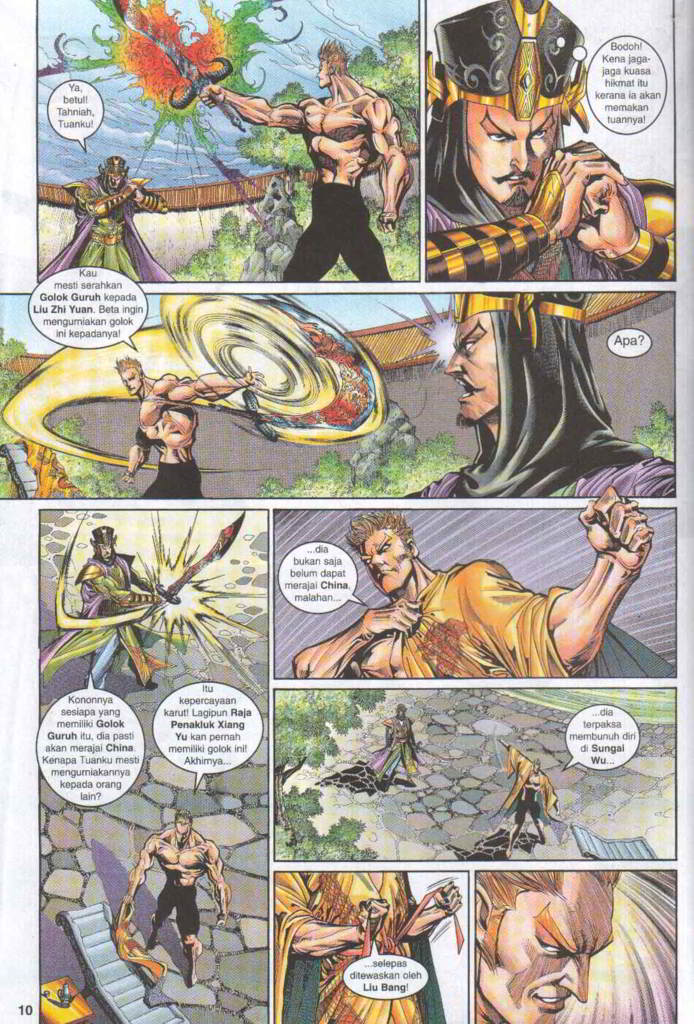 Ya,
betul!
Tahniah,
Tuanku!
Bodoh!
Kena jaga-
jaga kuasa
hikmat itu
kerana ia akan
memakan
tuannya!
Kau
mesti serahkan
Golok Guruh kepada
Liu Zhi Yuan. Beta ingin
mengurniakan golok
ini kepadanya!
Apa?
Kononnya
sesiapa yang
memiliki Golok
Guruh itu, dia pasti
akan merajai China.
Kenapa Tuanku mesti
mengurniakannya
kepada orang
lain?
Itu
kepercayaan
karut! Lagipun Raja
Penakluk Xiang
Yu kan pernah
memiliki golok ini!
Akhirnya...
...dia
bukan saja
belum dapat
merajai China,
malahan...
...dia
terpaksa
membunuh diri
di Sungai
Wu...
...selepas
ditewaskan oleh
Liu Bang!
10